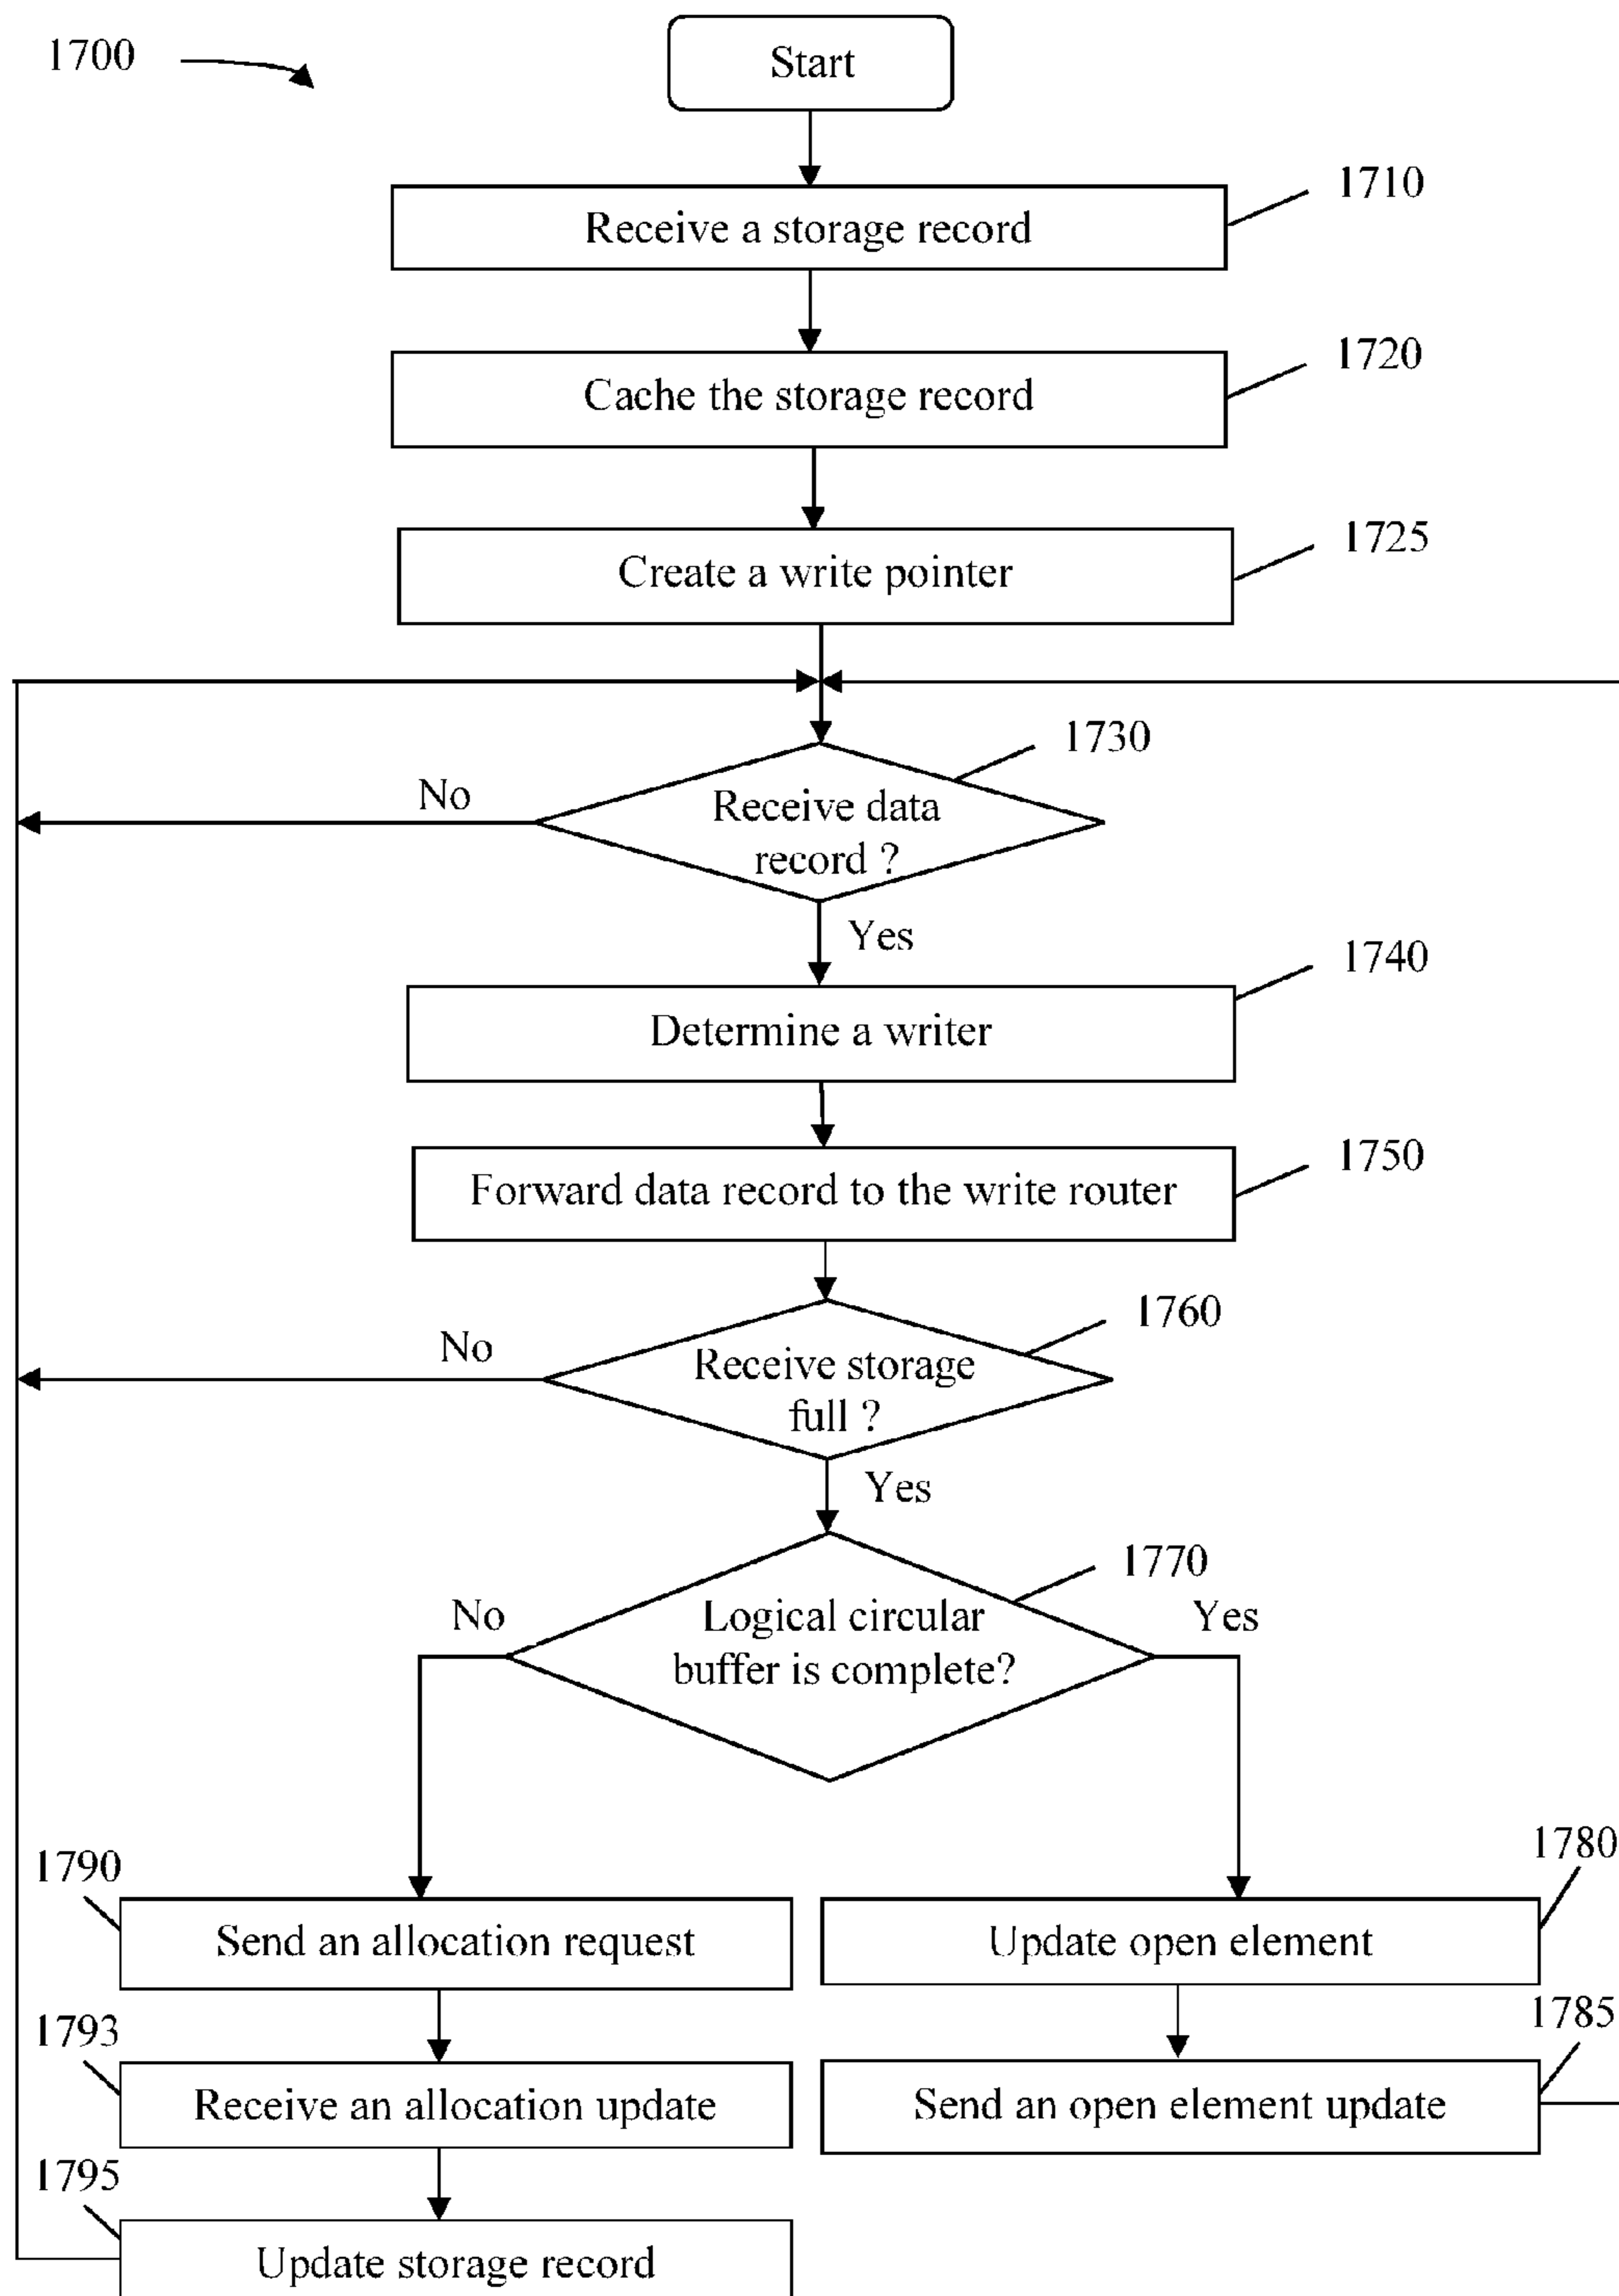 1700
Start
1710
Receive a storage record
1720
Cache the storage record
1725
Create a write pointer
1730
No
Receive data
record ?
Yes
1740
Determine a writer
1750
Forward data record to the write router
1760
No
Receive storage
full ?
Yes
1770
No
Logical circular
buffer is complete?
Yes
1790
1780
Send an allocation request
Update open element
1793
1785
Receive an allocation update
Send an open element update
1795
Update storage record